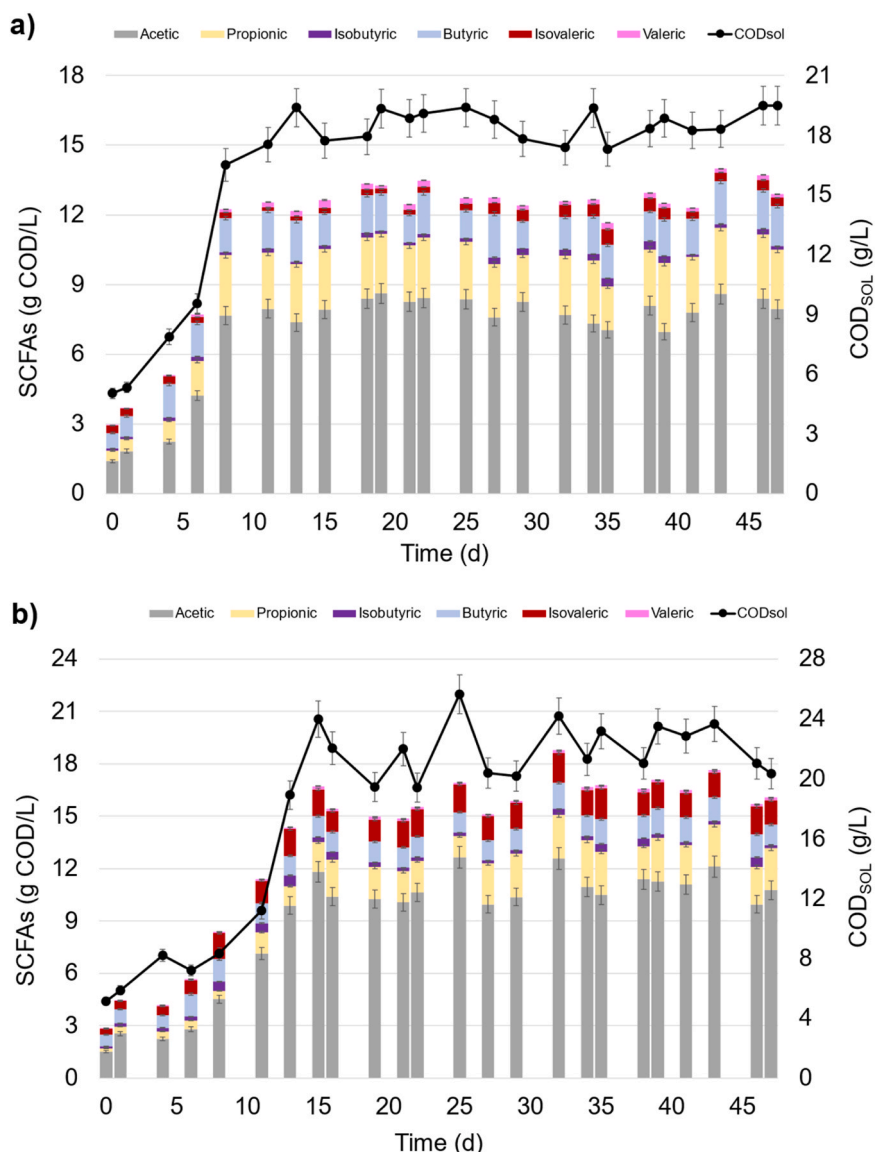 a)
Acetic Propionic Isobutyric Butyric Isovaleric Valeric CODsol
18 21
15 18
12 15
9 12
6 9
3 6
0 3
0
SCFAs (g COD/L)
COD_SOL (g/L)
0 5 10 15 20 25 30 35 40 45
Time (d)
b)
Acetic Propionic Isobutyric Butyric Isovaleric Valeric CODsol
24 28
21 24
18 20
15 16
12 12
9 8
6 4
3 0
0
SCFAs (g COD/L)
COD_SOL (g/L)
0 5 10 15 20 25 30 35 40 45
Time (d)